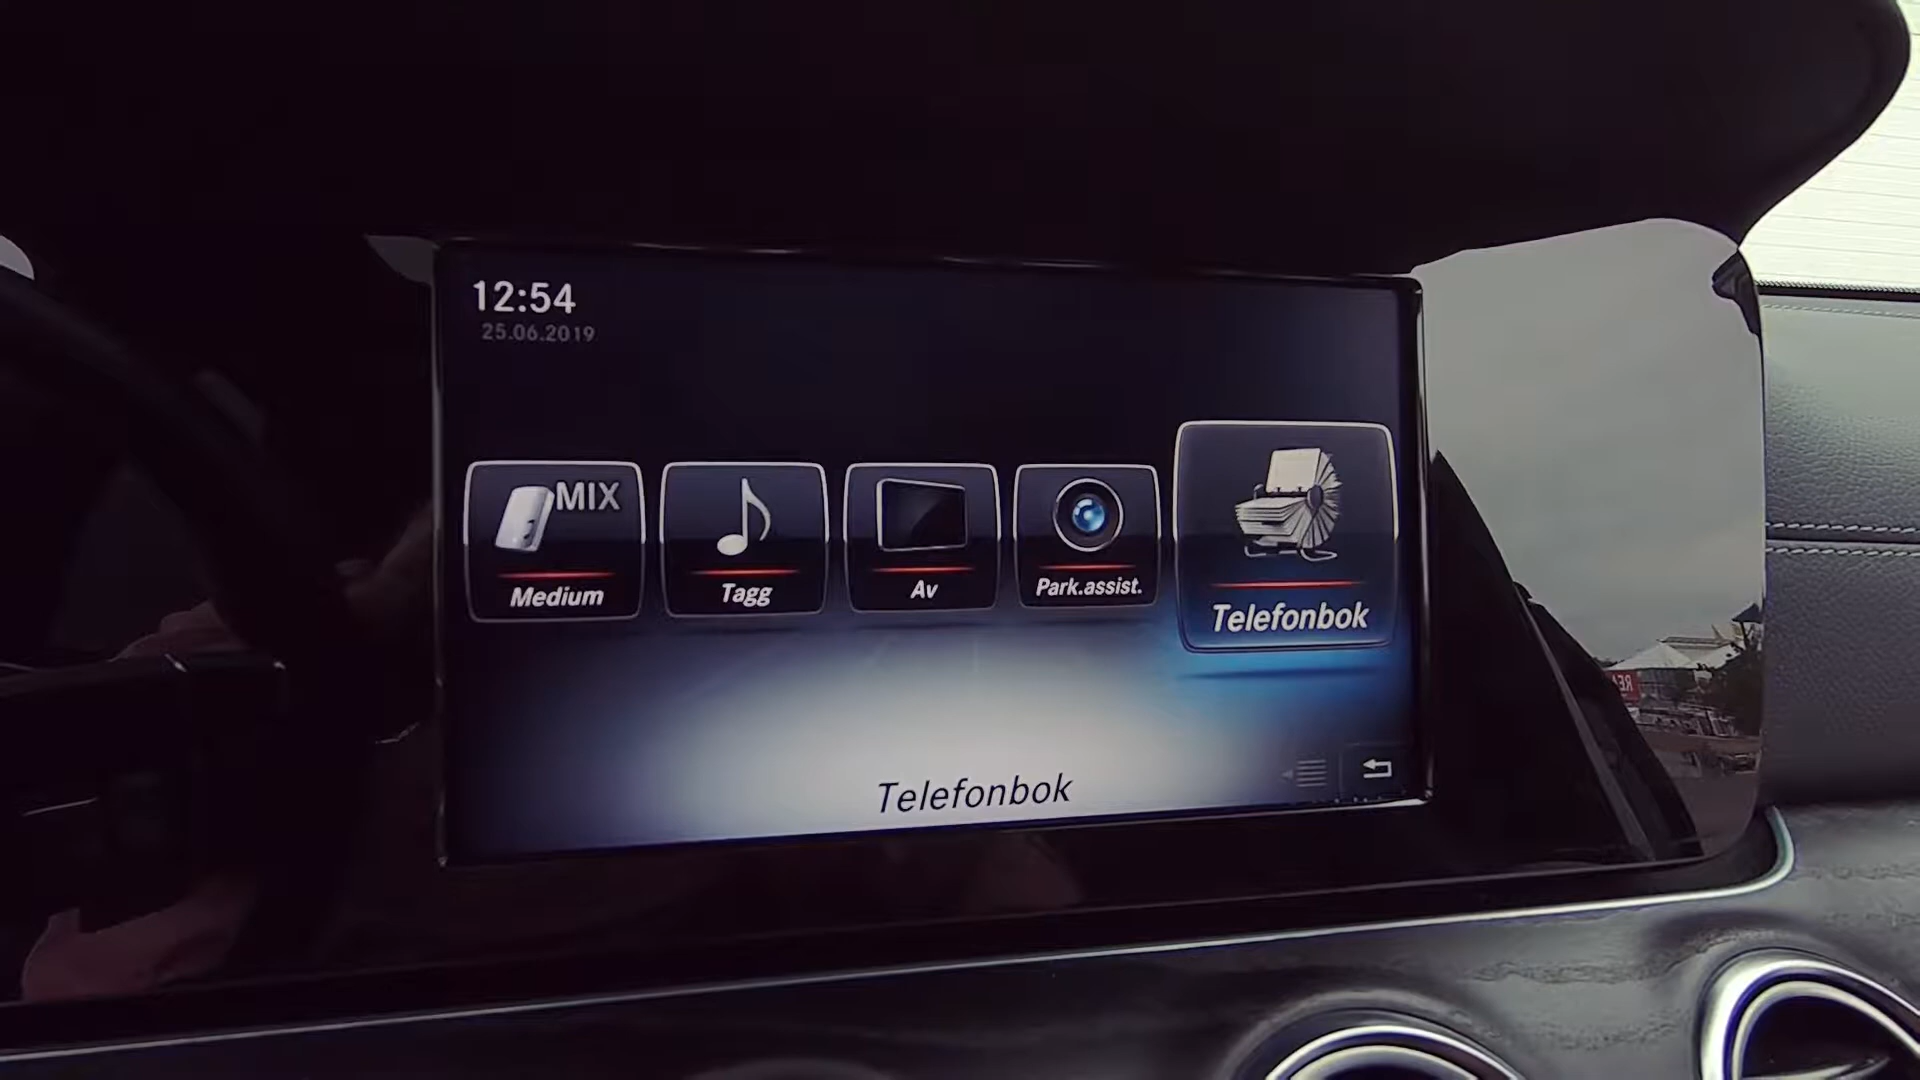 12:54
25.06.2019
MIX
Medium
Tagg
Av
Park.assist.
Telefonbok
Telefonbok